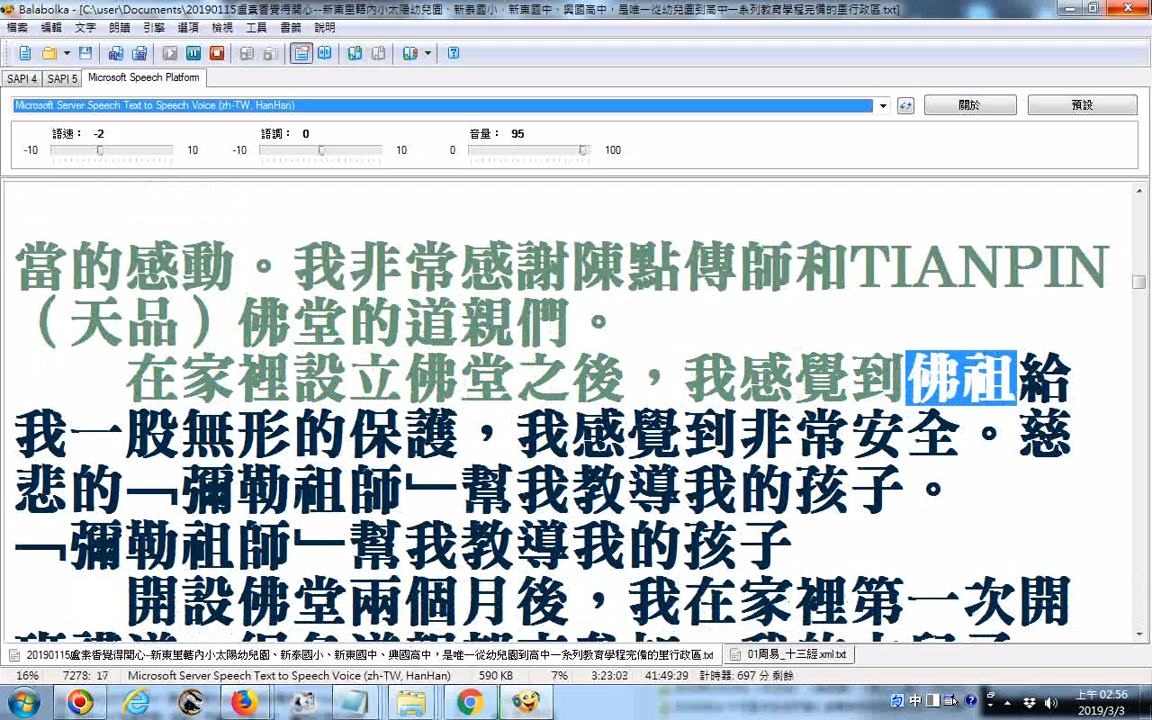 Balabolka - [C:\user\Documents\20190115盧素香覺得開心--新東里轄內小太陽幼兒園、新泰國小、新東國中、興國高中，是唯一從幼兒園到高中一系列教育學程完備的里行政區.txt]
檔案 編輯 文字 朗讀 引擎 選項 檢視 工具 書籤 說明
SAPI 4 SAPI 5 Microsoft Speech Platform
Microsoft Server Speech Text to Speech Voice (zh-TW, HanHan)
關於 預設
語速： -2 語調： 0 音量： 95
-10 10 -10 10 0 100
當的感動。我非常感謝陳點傳師和TIANPIN
（天品）佛堂的道親們。
在家裡設立佛堂之後，我感覺到佛祖給
我一股無形的保護，我感覺到非常安全。慈
悲的﹁彌勒祖師﹂幫我教導我的孩子。
﹁彌勒祖師﹂幫我教導我的孩子
開設佛堂兩個月後，我在家裡第一次開
20190115盧素香覺得開心--新東里轄內小太陽幼兒園、新泰國小、新東國中、興國高中，是唯一從幼兒園到高中一系列教育學程完備的里行政區.txt 01周易_十三經.xml.txt
16% 7278: 17 Microsoft Server Speech Text to Speech Voice (zh-TW, HanHan) 590 KB 7% 3:23:03 41:49:29 計時器: 697 分 剩餘
中 上午 02:56
2019/3/3